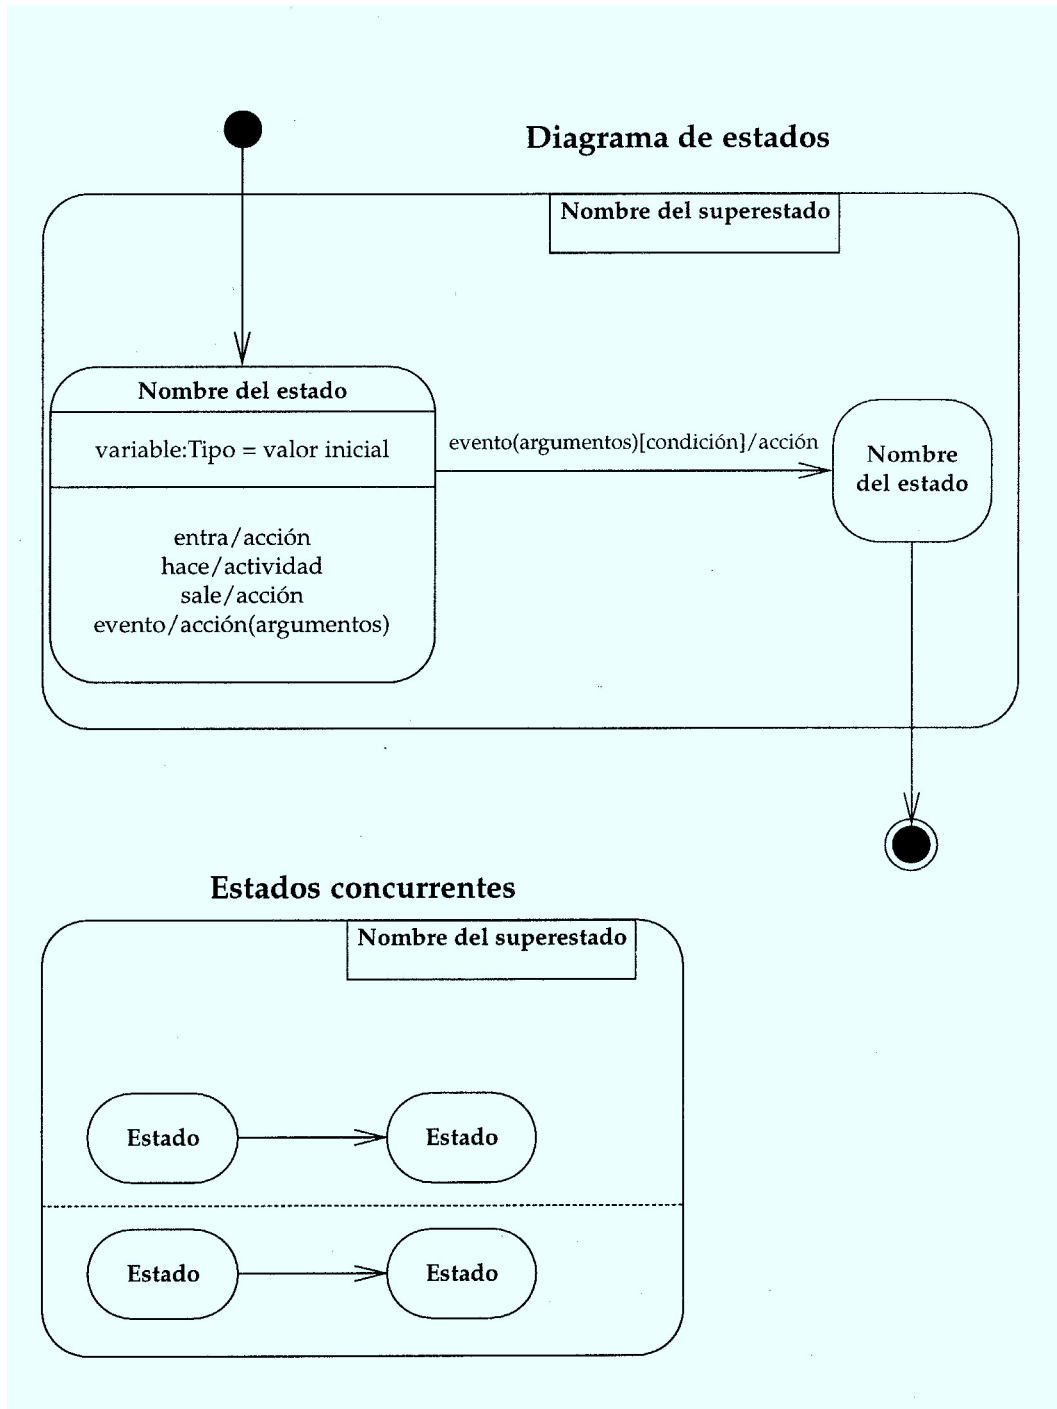 Diagrama de estados
Nombre del superestado
Nombre del estado
variable:Tipo = valor inicial
entra/acción
hace/actividad
sale/acción
evento/acción(argumentos)
evento(argumentos)[condición]/acción
Nombre
del estado
Estados concurrentes
Nombre del superestado
Estado
Estado
Estado
Estado